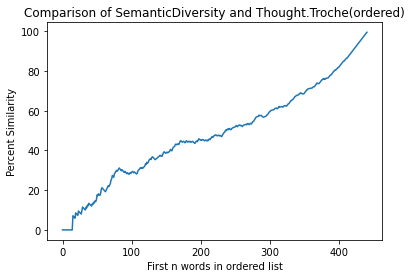 Comparison of SemanticDiversity and Thought.Troche(ordered)
100
80
60
40
20
0
Percent Similarity
0 100 200 300 400
First n words in ordered list